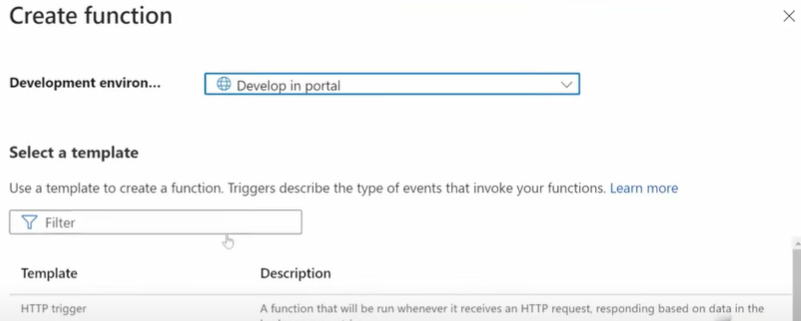 Create function
Development environ...
Develop in portal
Select a template
Use a template to create a function. Triggers describe the type of events that invoke your functions. Learn more
Filter
Template Description
HTTP trigger A function that will be run whenever it receives an HTTP request, responding based on data in the